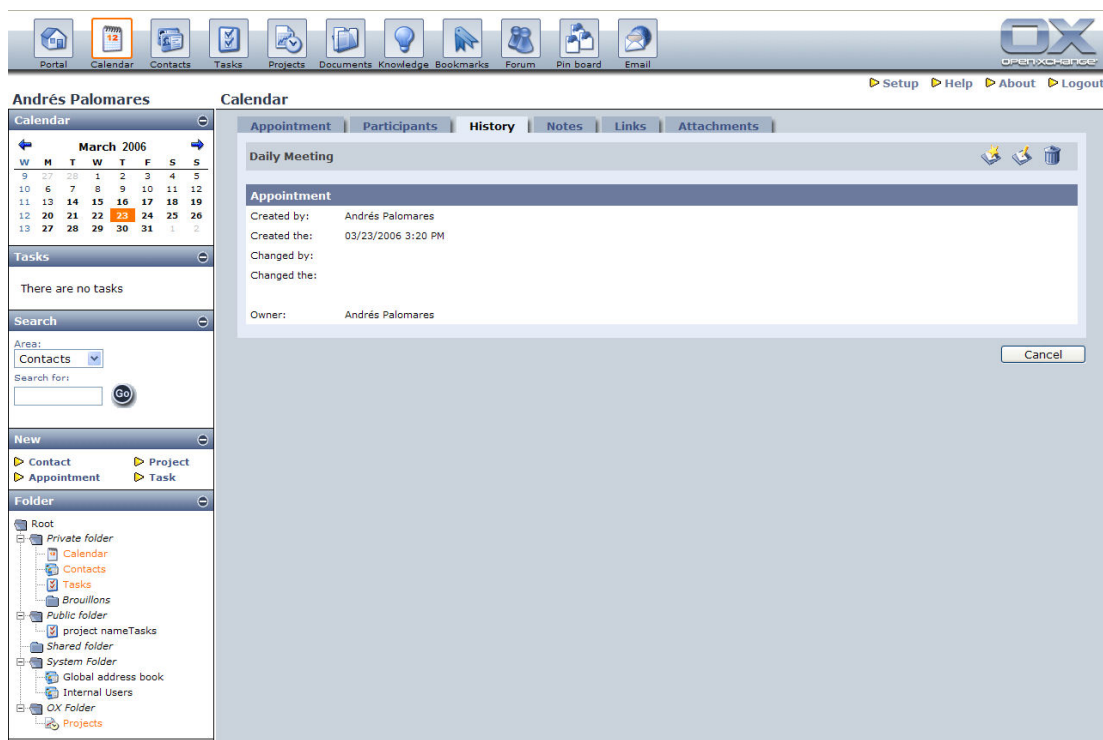 Portal Calendar Contacts Tasks Projects Documents Knowledge Bookmarks Forum Pin board Email
OX
OPEN-XCHANGE
Setup Help About Logout
Andrés Palomares
Calendar
March 2006
W M T W T F S S
9 27 28 1 2 3 4 5
10 6 7 8 9 10 11 12
11 13 14 15 16 17 18 19
12 20 21 22 23 24 25 26
13 27 28 29 30 31 1 2
Tasks
There are no tasks
Search
Area:
Contacts
Search for:
Go
New
Contact Project
Appointment Task
Folder
Root
Private folder
Calendar
Contacts
Tasks
Brouillons
Public folder
project nameTasks
Shared folder
System Folder
Global address book
Internal Users
OX Folder
Projects
Calendar
Appointment Participants History Notes Links Attachments
Daily Meeting
Appointment
Created by: Andrés Palomares
Created the: 03/23/2006 3:20 PM
Changed by:
Changed the:
Owner: Andrés Palomares
Cancel